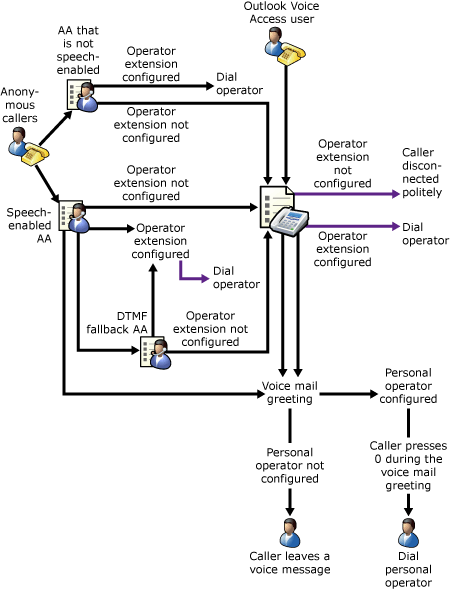 Outlook Voice
Access user
AA that
is not
speech-
enabled
Operator
extension
configured
Dial
operator
Anony-
mous
callers
Operator
extension not
configured
Operator
extension
not
configured
Caller
discon-
nected
politely
Operator
extension not
configured
Speech-
enabled
AA
Operator
extension
configured
Operator
extension
configured
Dial
operator
Dial
operator
DTMF
fallback AA
Operator
extension not
configured
Voice mail
greeting
Personal
operator
configured
Personal
operator not
configured
Caller presses
0 during the
voice mail
greeting
Caller leaves a
voice message
Dial
personal
operator